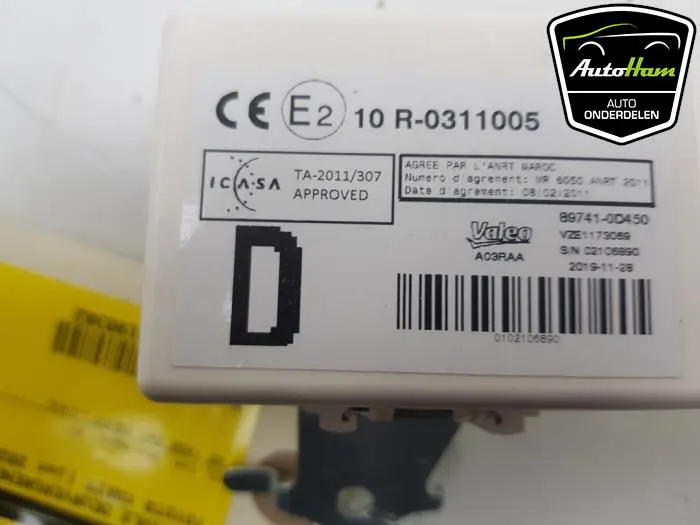 AutoHam
AUTO
ONDERDELEN
CE E2 10 R-0311005
ICASA
TA-2011/307
APPROVED
AGREE PAR L'ANRT MAROC
Numero d'agrement: MR 6050 ANRT 2011
Date d'agrement: 08/02/2011
D
Valeo
A03RAA
89741-0D450
VZE1173069
S/N 02106890
2019-11-28
0102106890